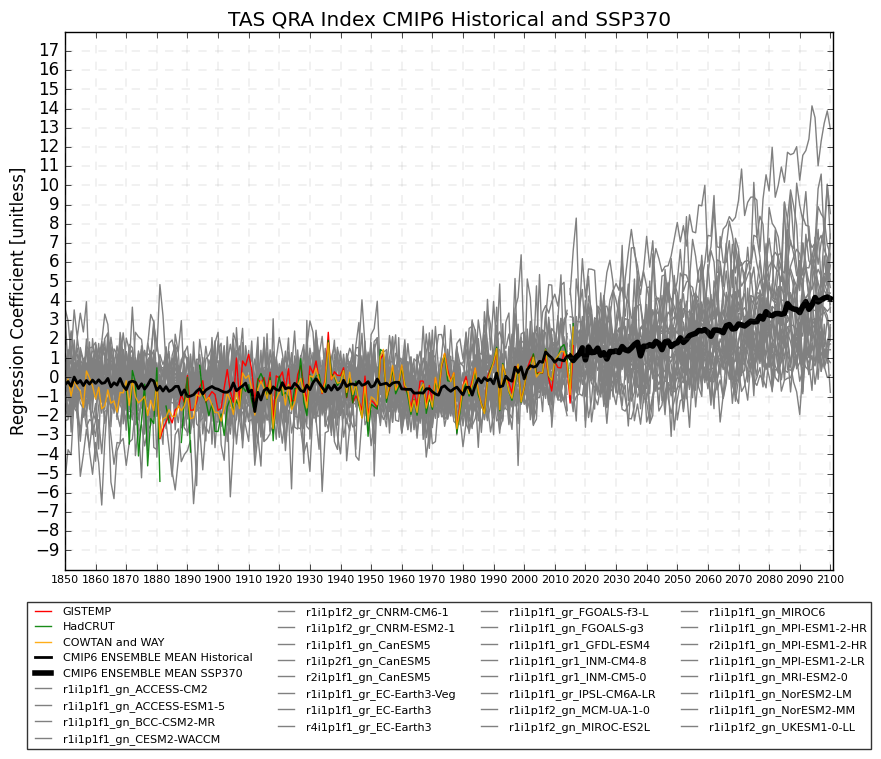 TAS QRA Index CMIP6 Historical and SSP370
Regression Coefficient [unitless]
17
16
15
14
13
12
11
10
9
8
7
6
5
4
3
2
1
0
−1
−2
−3
−4
−5
−6
−7
−8
−9
1850 1860 1870 1880 1890 1900 1910 1920 1930 1940 1950 1960 1970 1980 1990 2000 2010 2020 2030 2040 2050 2060 2070 2080 2090 2100
GISTEMP
HadCRUT
COWTAN and WAY
CMIP6 ENSEMBLE MEAN Historical
CMIP6 ENSEMBLE MEAN SSP370
r1i1p1f1_gn_ACCESS-CM2
r1i1p1f1_gn_ACCESS-ESM1-5
r1i1p1f1_gn_BCC-CSM2-MR
r1i1p1f1_gn_CESM2-WACCM
r1i1p1f2_gr_CNRM-CM6-1
r1i1p1f2_gr_CNRM-ESM2-1
r1i1p1f1_gn_CanESM5
r1i1p2f1_gn_CanESM5
r2i1p1f1_gn_CanESM5
r1i1p1f1_gr_EC-Earth3-Veg
r1i1p1f1_gr_EC-Earth3
r4i1p1f1_gr_EC-Earth3
r1i1p1f1_gr_FGOALS-f3-L
r1i1p1f1_gn_FGOALS-g3
r1i1p1f1_gr1_GFDL-ESM4
r1i1p1f1_gr1_INM-CM4-8
r1i1p1f1_gr1_INM-CM5-0
r1i1p1f1_gr_IPSL-CM6A-LR
r1i1p1f2_gn_MCM-UA-1-0
r1i1p1f2_gn_MIROC-ES2L
r1i1p1f1_gn_MIROC6
r1i1p1f1_gn_MPI-ESM1-2-HR
r2i1p1f1_gn_MPI-ESM1-2-HR
r1i1p1f1_gn_MPI-ESM1-2-LR
r1i1p1f1_gn_MRI-ESM2-0
r1i1p1f1_gn_NorESM2-LM
r1i1p1f1_gn_NorESM2-MM
r1i1p1f2_gn_UKESM1-0-LL